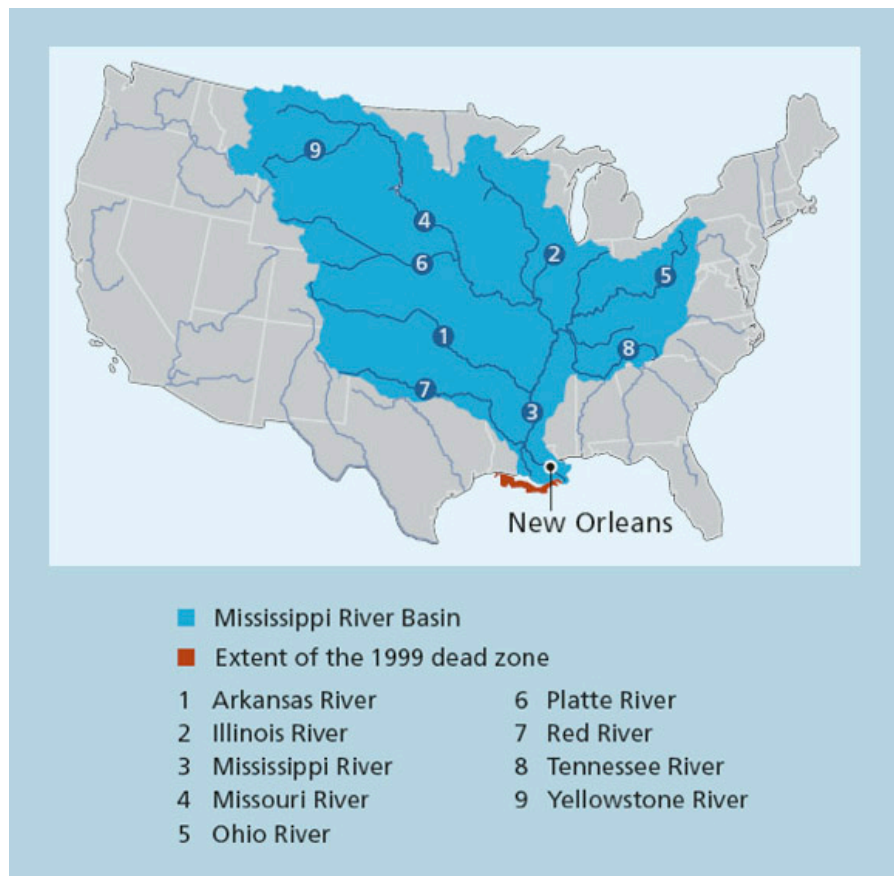 9
4
2
6
5
1
8
7
3
New Orleans
Mississippi River Basin
Extent of the 1999 dead zone
1 Arkansas River
2 Illinois River
3 Mississippi River
4 Missouri River
5 Ohio River
6 Platte River
7 Red River
8 Tennessee River
9 Yellowstone River